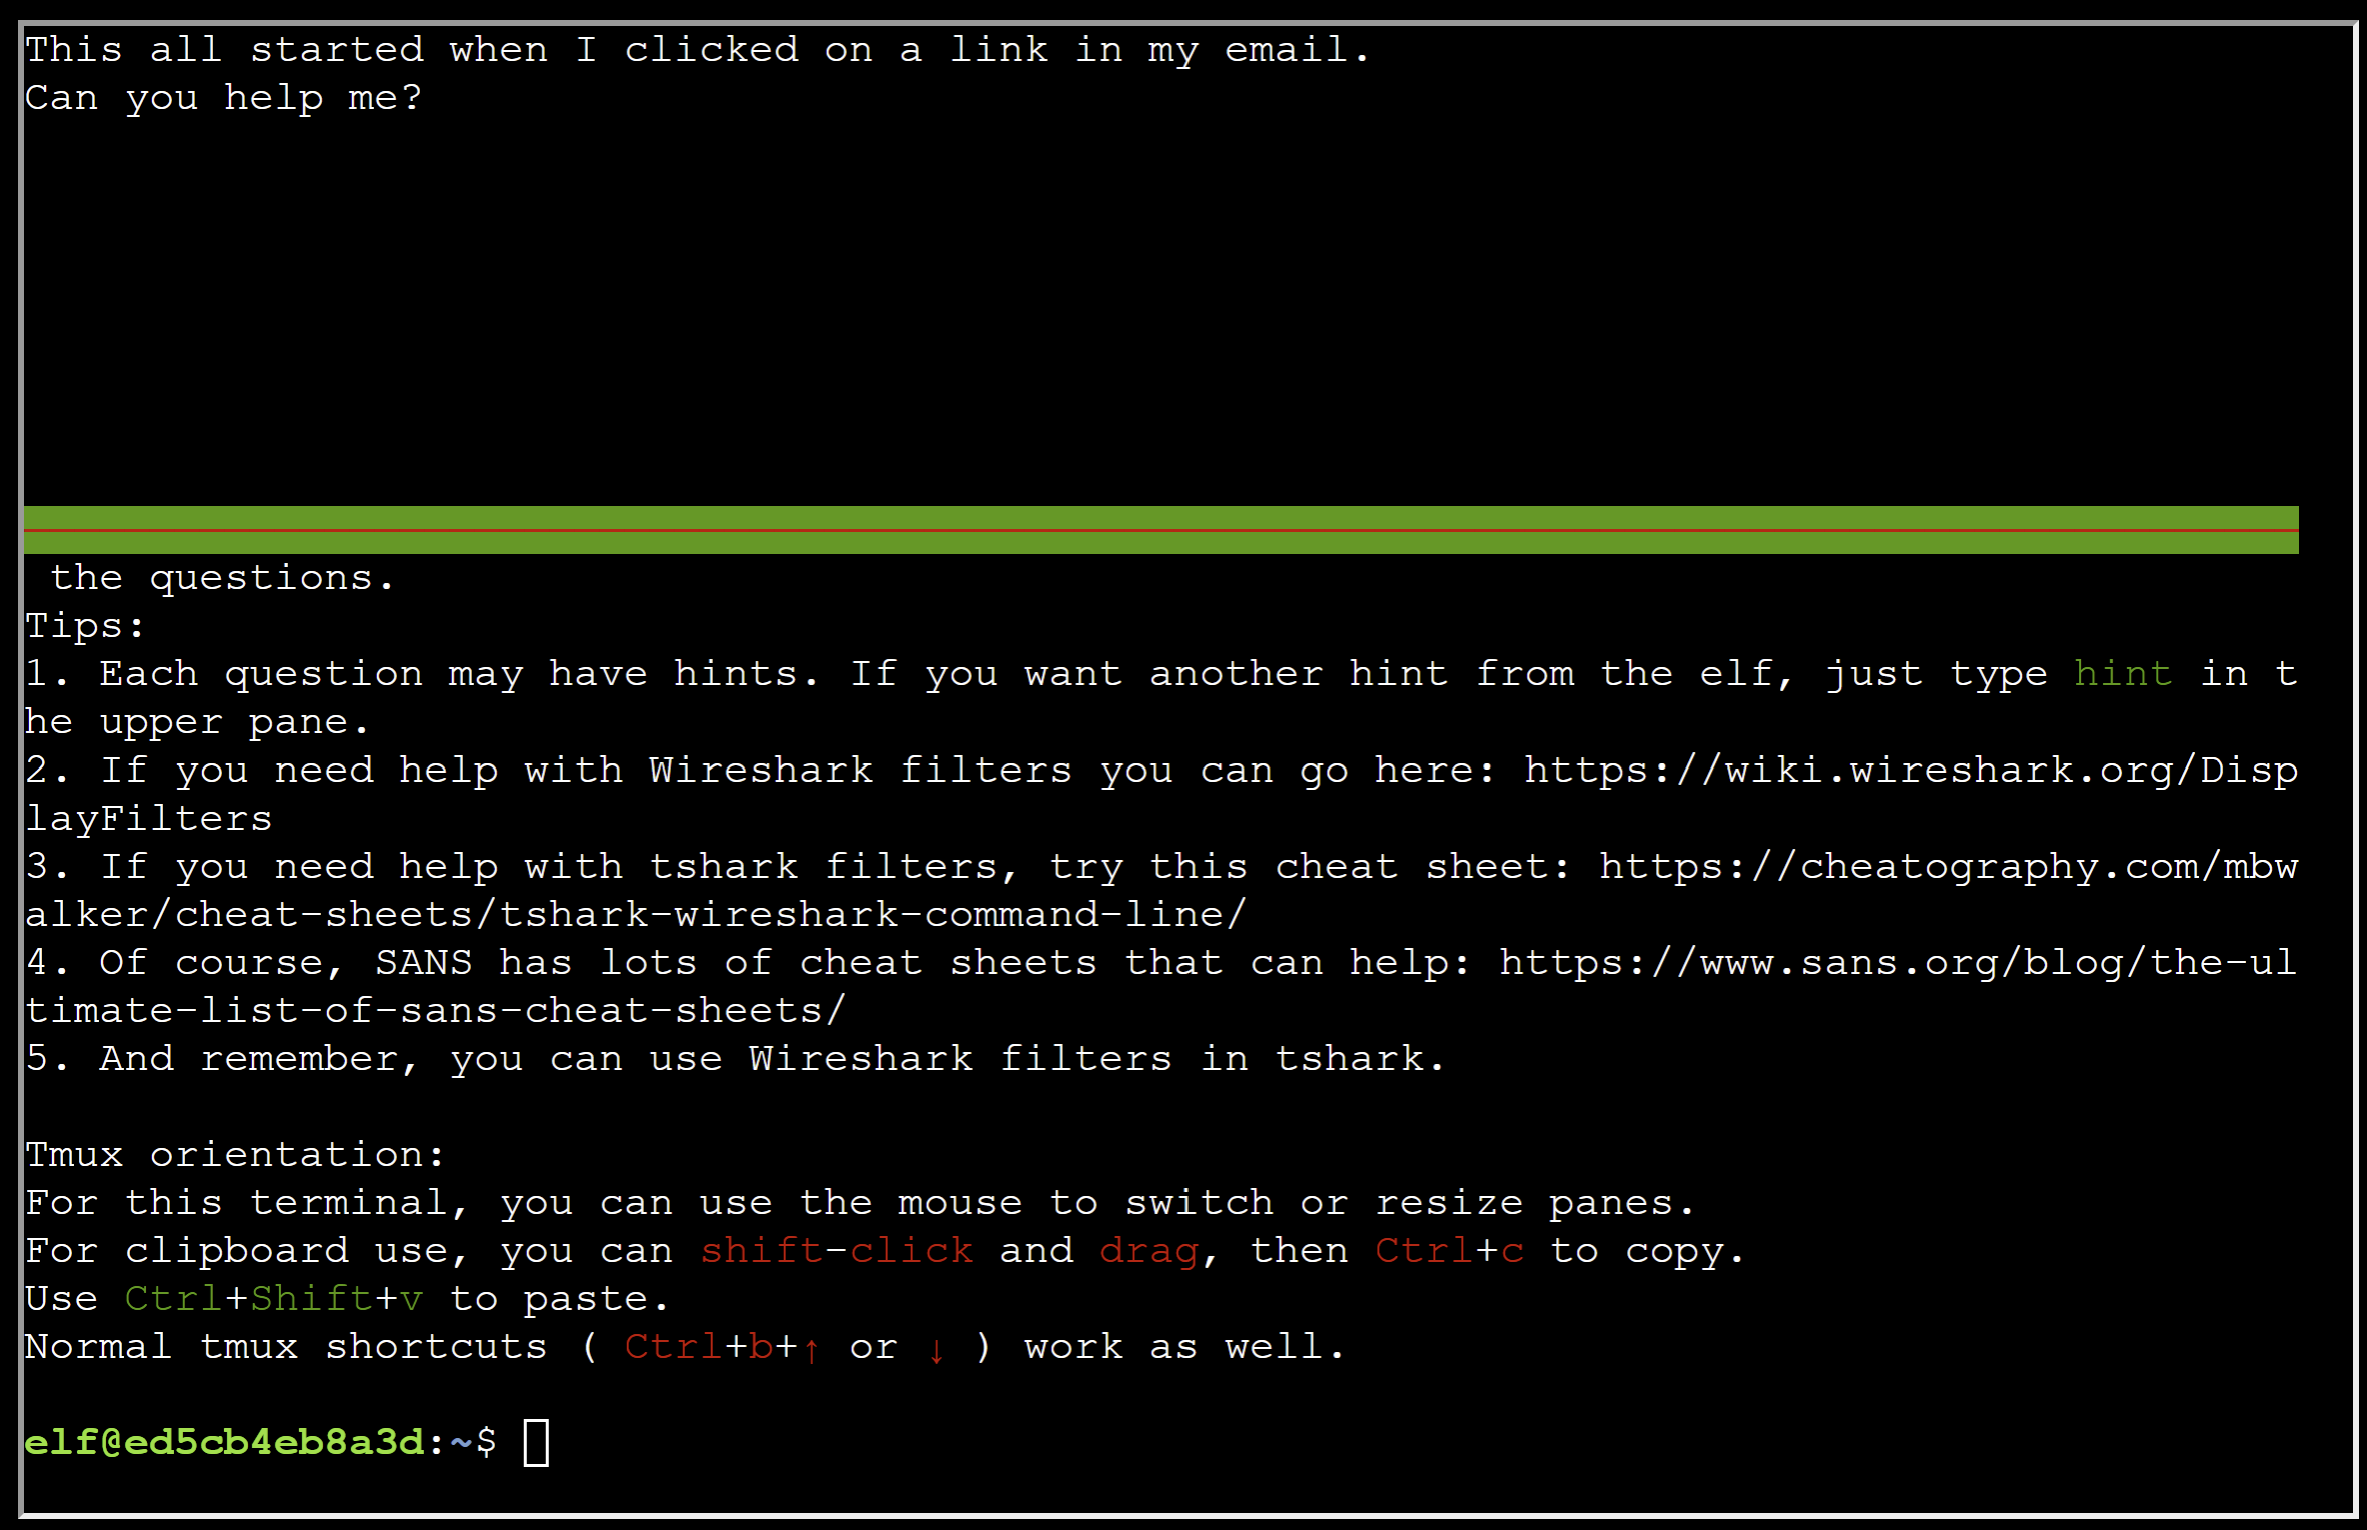 This all started when I clicked on a link in my email.
Can you help me?
 the questions.
Tips:
1. Each question may have hints. If you want another hint from the elf, just type hint in t
he upper pane.
2. If you need help with Wireshark filters you can go here: https://wiki.wireshark.org/Disp
layFilters
3. If you need help with tshark filters, try this cheat sheet: https://cheatography.com/mbw
alker/cheat-sheets/tshark-wireshark-command-line/
4. Of course, SANS has lots of cheat sheets that can help: https://www.sans.org/blog/the-ul
timate-list-of-sans-cheat-sheets/
5. And remember, you can use Wireshark filters in tshark.
Tmux orientation:
For this terminal, you can use the mouse to switch or resize panes.
For clipboard use, you can shift-click and drag, then Ctrl+c to copy.
Use Ctrl+Shift+v to paste.
Normal tmux shortcuts ( Ctrl+b+↑ or ↓ ) work as well.
elf@ed5cb4eb8a3d:~$